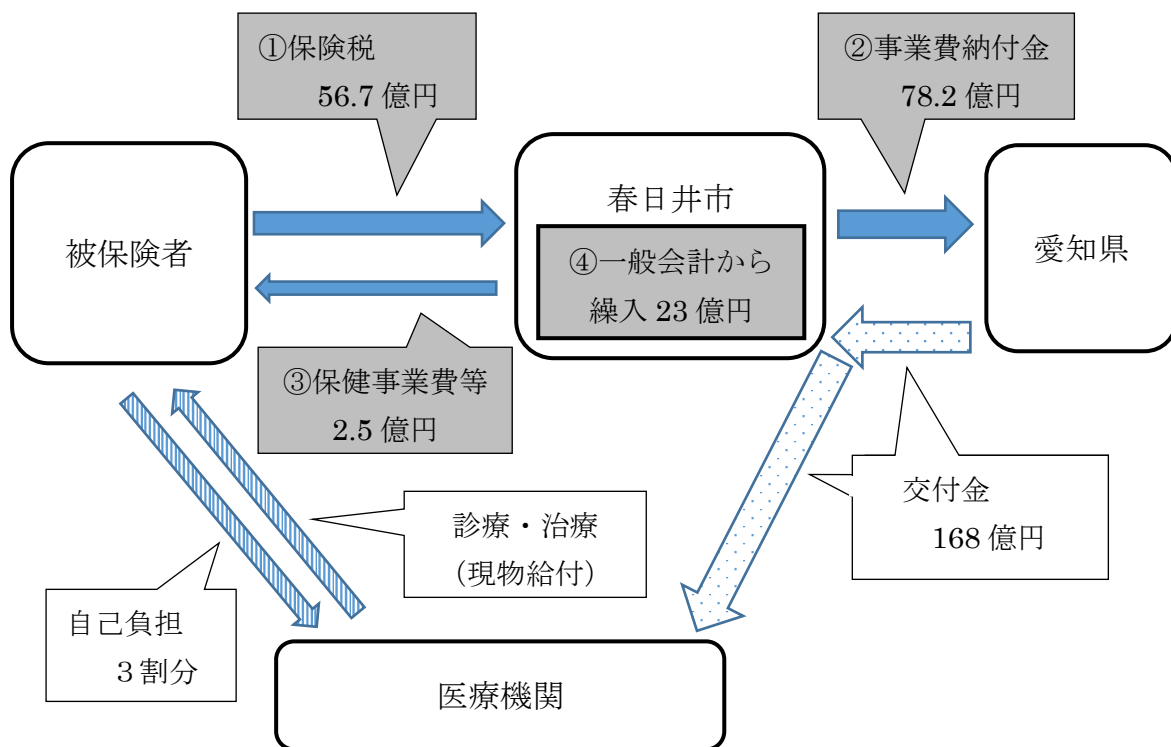 ①保険税
56.7 億円
②事業費納付金
78.2 億円
被保険者
春日井市
④一般会計から
繰入 23 億円
愛知県
③保健事業費等
2.5 億円
交付金
168 億円
診療・治療
（現物給付）
自己負担
３割分
医療機関